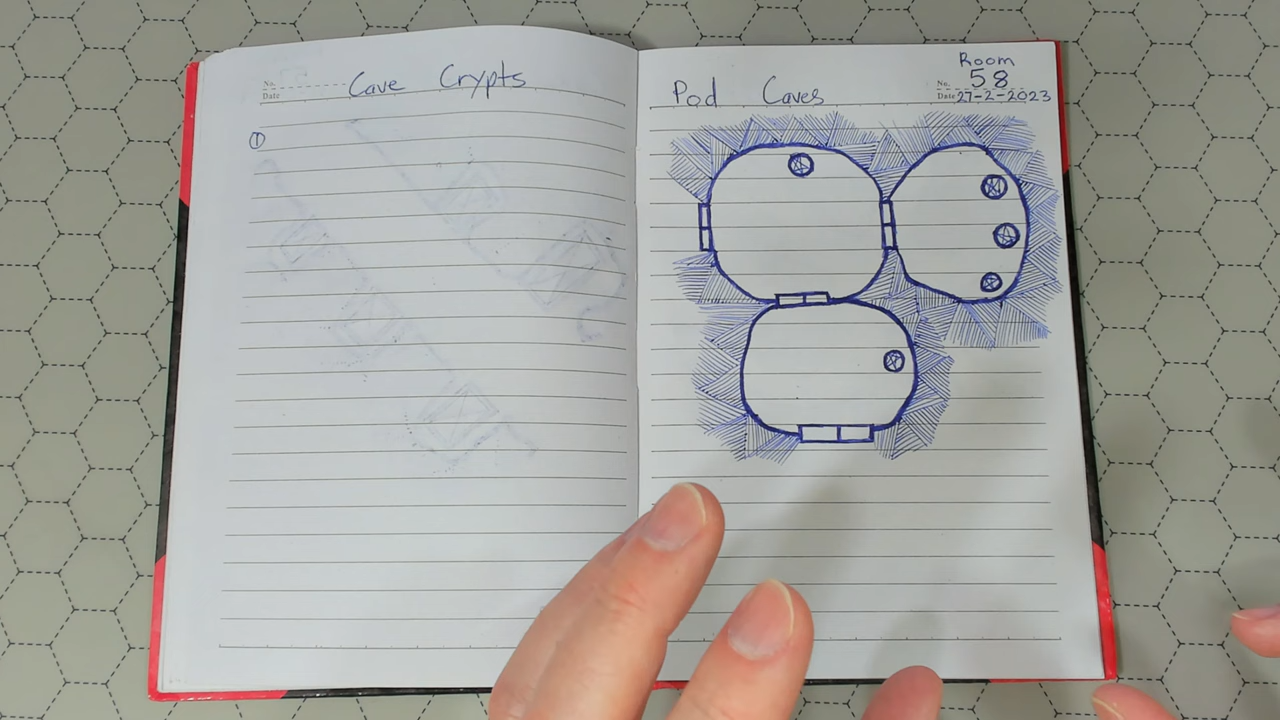 No.
Date
Cave Crypts
①
Room
Pod Caves
No. 58
Date 27-2-2023